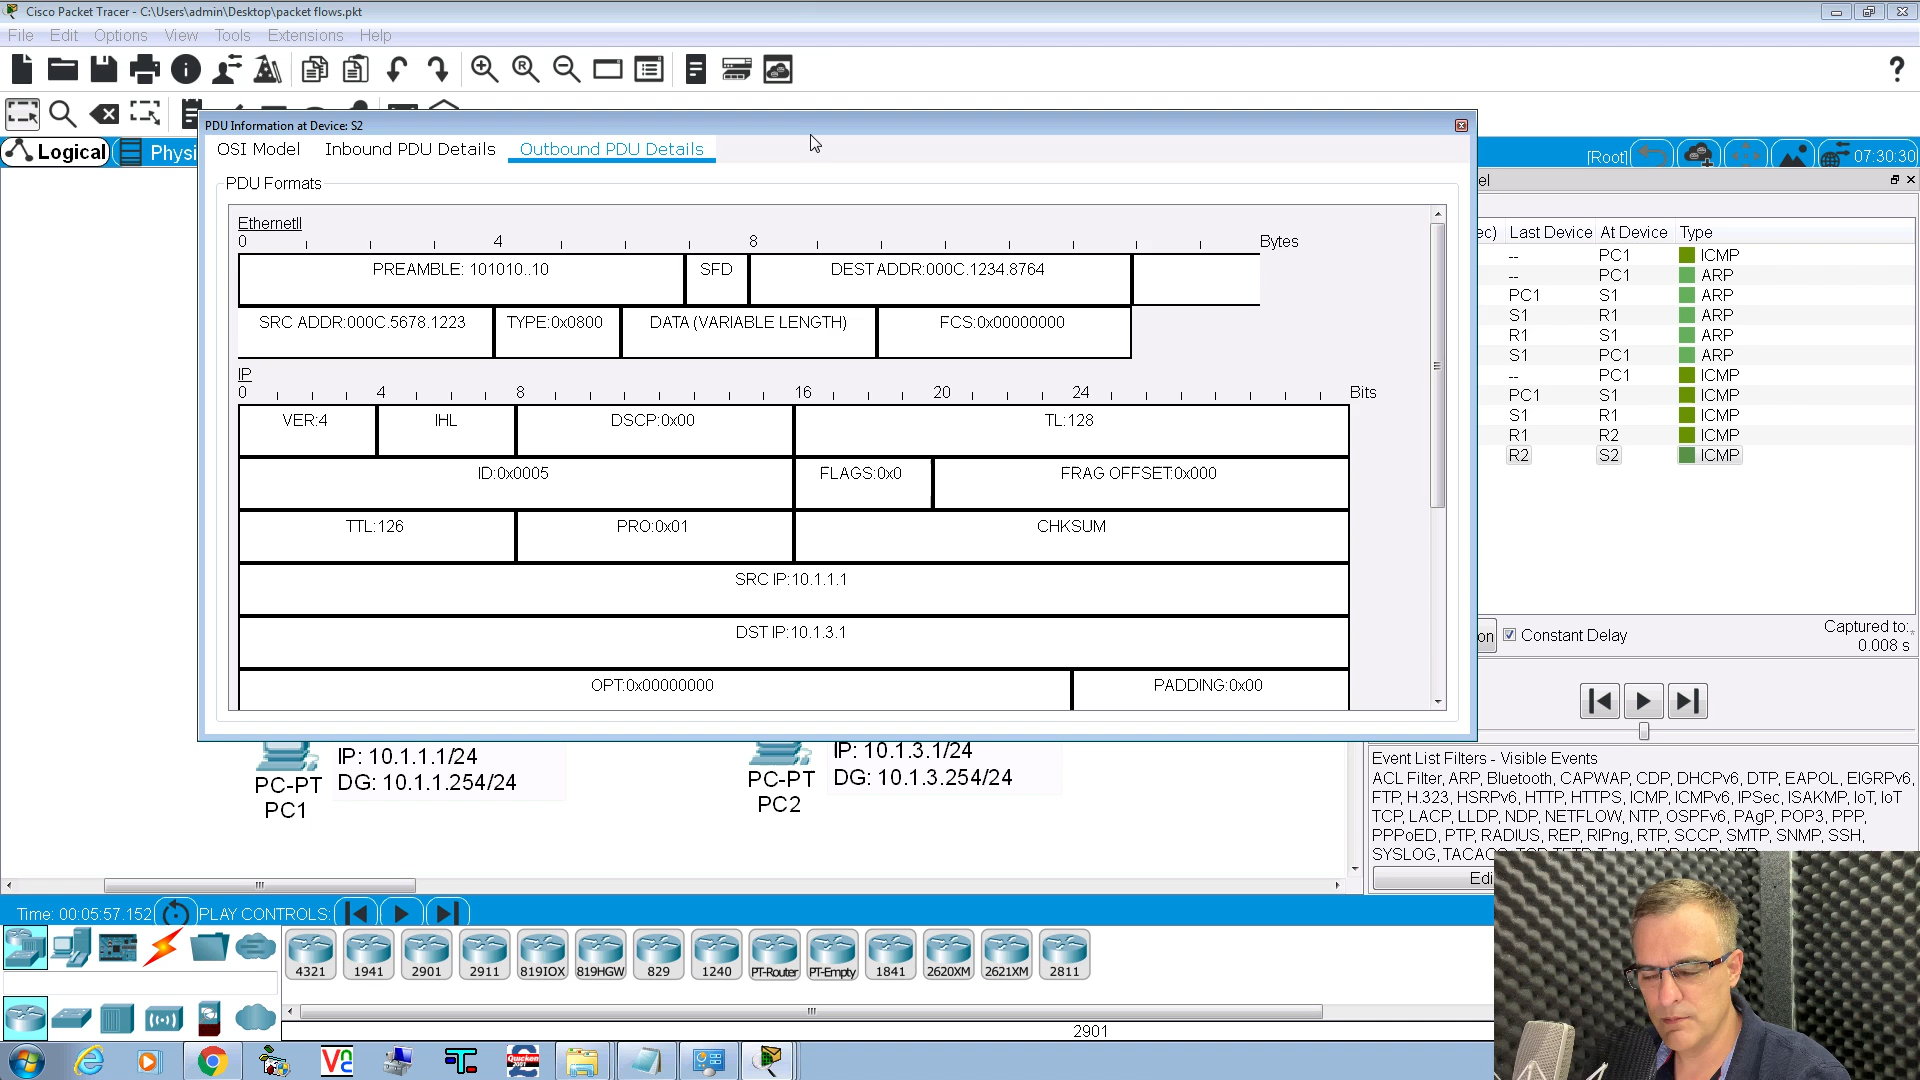 Cisco Packet Tracer - C:\Users\admin\Desktop\packet flows.pkt
File Edit Options View Tools Extensions Help
PDU Information at Device: S2
Logical
Physi
OSI Model Inbound PDU Details Outbound PDU Details
[Root]
07:30:30
PDU Formats
el
EthernetII
0 4 8 Bytes
PREAMBLE: 101010..10 SFD DEST ADDR:000C.1234.8764
SRC ADDR:000C.5678.1223 TYPE:0x0800 DATA (VARIABLE LENGTH) FCS:0x00000000
IP
0 4 8 16 20 24 Bits
VER:4 IHL DSCP:0x00 TL:128
ID:0x0005 FLAGS:0x0 FRAG OFFSET:0x000
TTL:126 PRO:0x01 CHKSUM
SRC IP:10.1.1.1
DST IP:10.1.3.1
OPT:0x00000000 PADDING:0x00
ec) Last Device At Device Type
-- PC1 ICMP
-- PC1 ARP
PC1 S1 ARP
S1 R1 ARP
R1 S1 ARP
S1 PC1 ARP
-- PC1 ICMP
PC1 S1 ICMP
S1 R1 ICMP
R1 R2 ICMP
R2 S2 ICMP
on Constant Delay
Captured to:
0.008 s
IP: 10.1.1.1/24
DG: 10.1.1.254/24
PC-PT
PC1
IP: 10.1.3.1/24
DG: 10.1.3.254/24
PC-PT
PC2
Event List Filters - Visible Events
ACL Filter, ARP, Bluetooth, CAPWAP, CDP, DHCPv6, DTP, EAPOL, EIGRPv6,
FTP, H.323, HSRPv6, HTTP, HTTPS, ICMP, ICMPv6, IPSec, ISAKMP, IoT, IoT
TCP, LACP, LLDP, NDP, NETFLOW, NTP, OSPFv6, PAgP, POP3, PPP,
PPPoED, PTP, RADIUS, REP, RIPng, RTP, SCCP, SMTP, SNMP, SSH,
SYSLOG,
Edi
Time: 00:05:57.152 PLAY CONTROLS:
4321 1941 2901 2911 819IOX 819HGW 829 1240 PT-Router PT-Empty 1841 2620XM 2621XM 2811
2901
Quicken